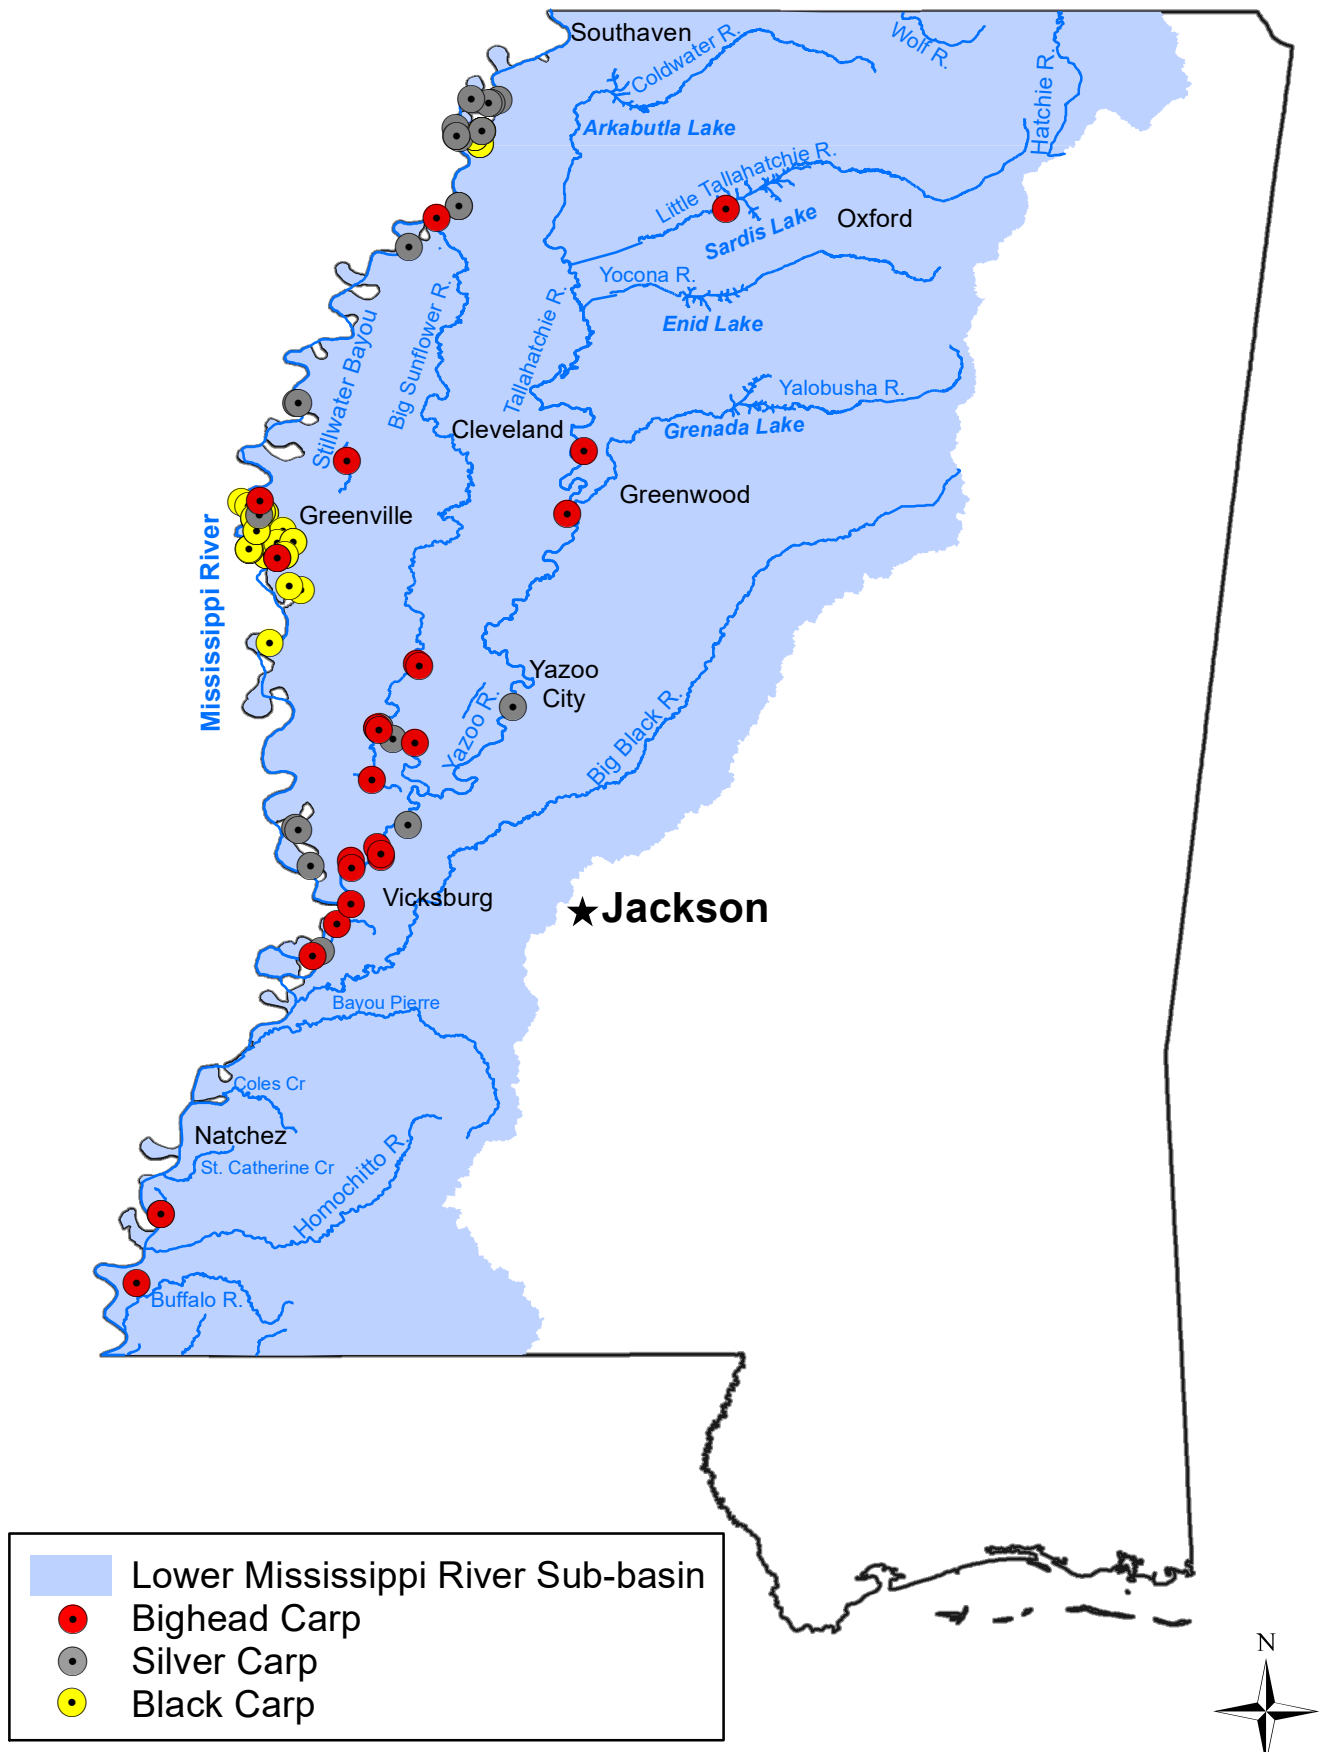 Southaven
Coldwater R.
Wolf R.
Hatchie R.
Arkabutla Lake
Little Tallahatchie R.
Sardis Lake
Oxford
Yocona R.
Enid Lake
Stillwater Bayou
Big Sunflower R.
Tallahatchie R.
Yalobusha R.
Grenada Lake
Cleveland
Greenwood
Greenville
Mississippi River
Yazoo
City
Yazoo R.
Big Black R.
Vicksburg
Jackson
Bayou Pierre
Coles Cr
Natchez
St. Catherine Cr
Homochitto R.
Buffalo R.
Lower Mississippi River Sub-basin
Bighead Carp
Silver Carp
Black Carp
N